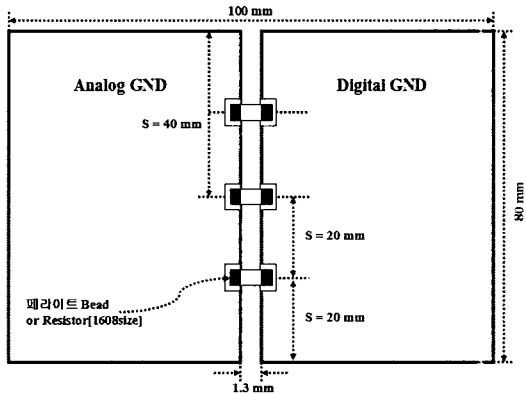 100 mm
Analog GND
Digital GND
S = 40 mm
80 mm
S = 20 mm
페라이트 Bead
or Resistor[1608size]
S = 20 mm
1.3 mm